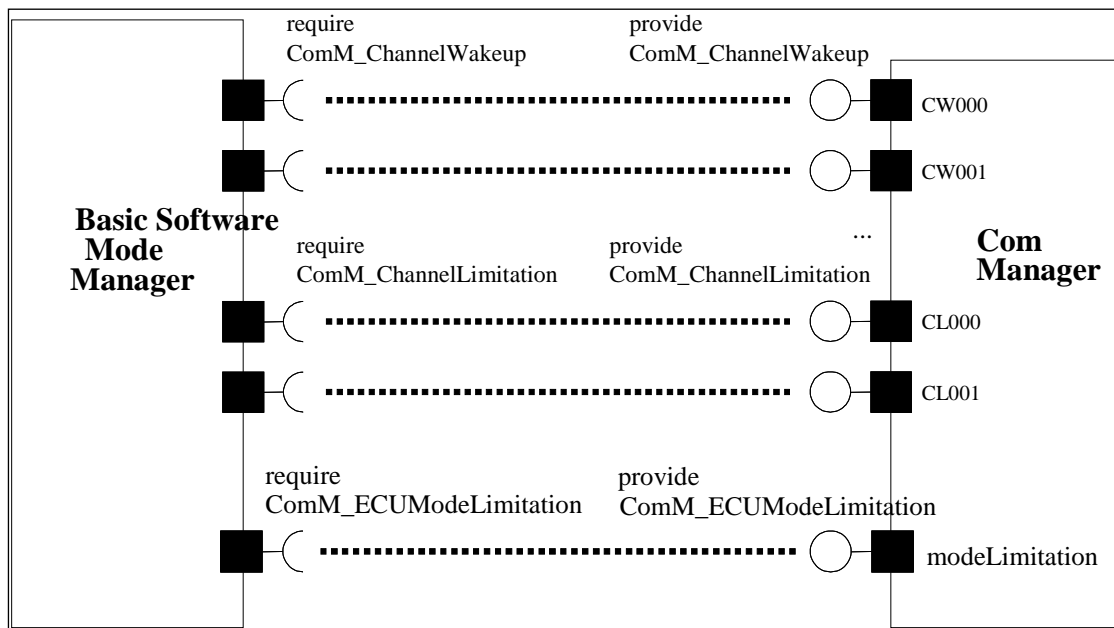 require
ComM_ChannelWakeup
provide
ComM_ChannelWakeup
CW000
CW001
Basic Software
Mode
Manager
require
ComM_ChannelLimitation
provide
ComM_ChannelLimitation
...
Com
Manager
CL000
CL001
require
ComM_ECUModeLimitation
provide
ComM_ECUModeLimitation
modeLimitation